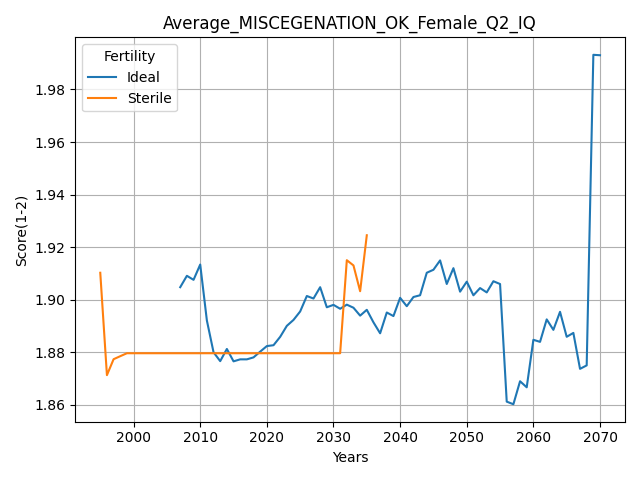 Average_MISCEGENATION_OK_Female_Q2_IQ
Fertility
Ideal
Sterile
Score(1-2)
1.98
1.96
1.94
1.92
1.90
1.88
1.86
2000 2010 2020 2030 2040 2050 2060 2070
Years